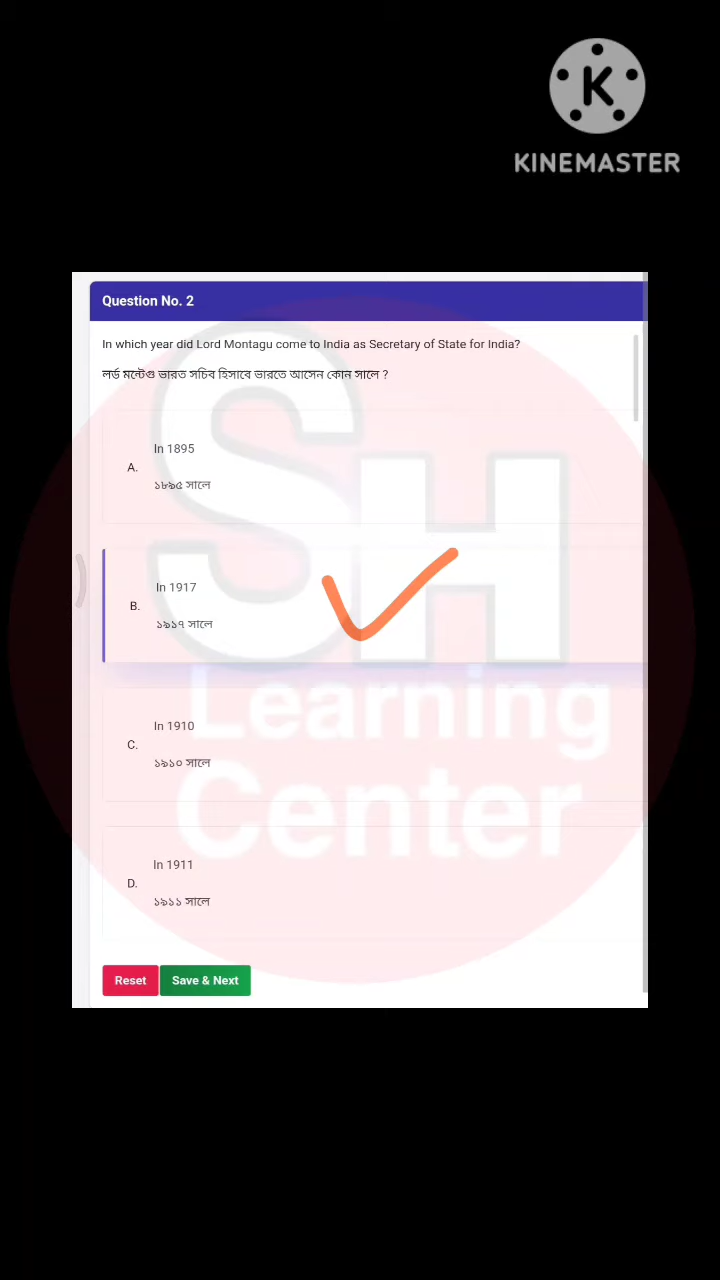 KINEMASTER
Question No. 2
In which year did Lord Montagu come to India as Secretary of State for India?
লর্ড মন্টেগু ভারত সচিব হিসাবে ভারতে আসেন কোন সালে ?
In 1895
A.
১৮৯৫ সালে
In 1917
B.
১৯১৭ সালে
In 1910
C.
১৯১০ সালে
In 1911
D.
১৯১১ সালে
Reset Save & Next
SH
Learning
Center